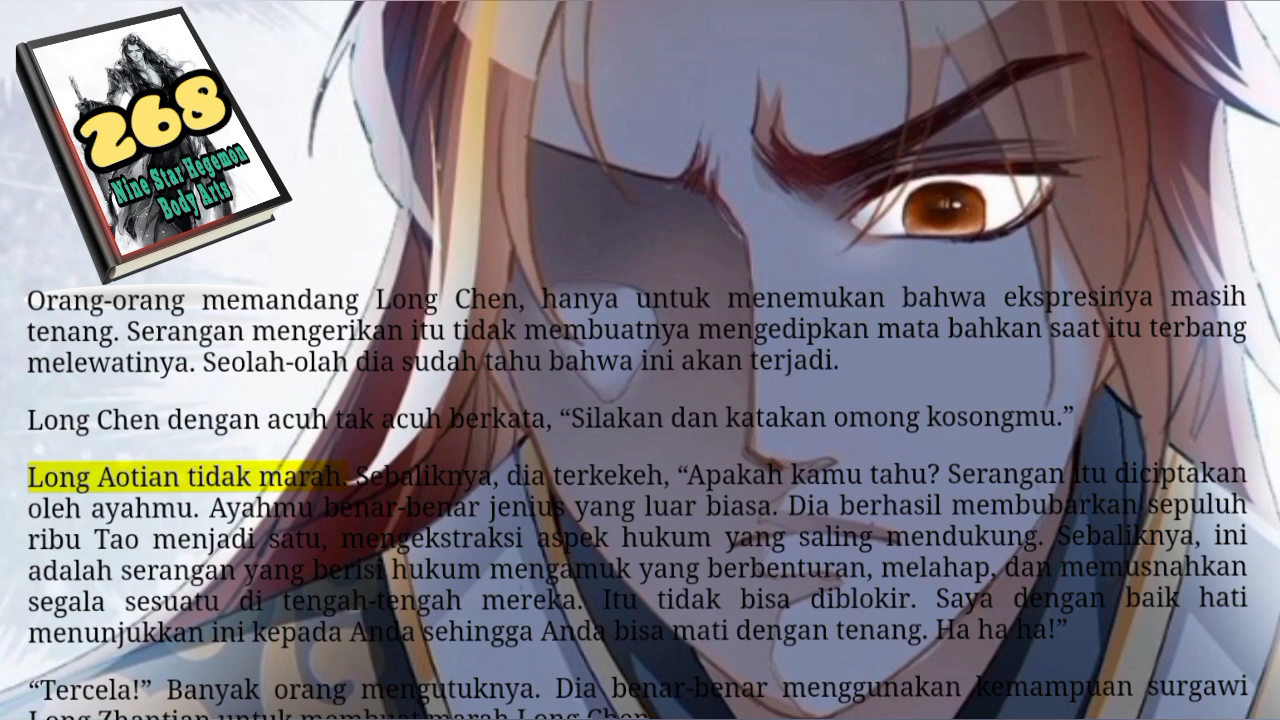 268
Nine Star Hegemon
Body Arts
Orang-orang memandang Long Chen, hanya untuk menemukan bahwa ekspresinya masih
tenang. Serangan mengerikan itu tidak membuatnya mengedipkan mata bahkan saat itu terbang
melewatinya. Seolah-olah dia sudah tahu bahwa ini akan terjadi.
Long Chen dengan acuh tak acuh berkata, “Silakan dan katakan omong kosongmu.”
Long Aotian tidak marah. Sebaliknya, dia terkekeh, “Apakah kamu tahu? Serangan itu diciptakan
oleh ayahmu. Ayahmu benar-benar jenius yang luar biasa. Dia berhasil membubarkan sepuluh
ribu Tao menjadi satu, mengekstraksi aspek hukum yang saling mendukung. Sebaliknya, ini
adalah serangan yang berisi hukum mengamuk yang berbenturan, melahap, dan memusnahkan
segala sesuatu di tengah-tengah mereka. Itu tidak bisa diblokir. Saya dengan baik hati
menunjukkan ini kepada Anda sehingga Anda bisa mati dengan tenang. Ha ha ha!”
“Tercela!” Banyak orang mengutuknya. Dia benar-benar menggunakan kemampuan surgawi
Long Zhantian untuk membuat marah Long Chen.